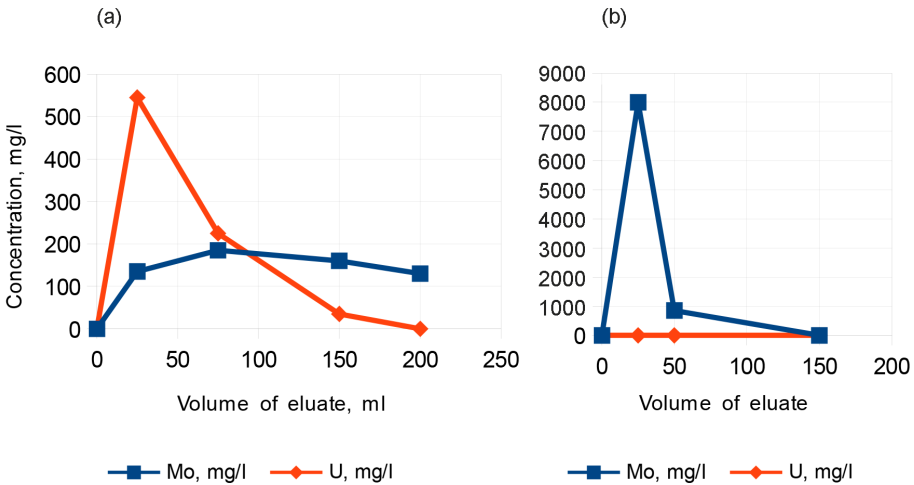 (a)
(b)
Concentration, mg/l
600
500
400
300
200
100
0
0 50 100 150 200 250
Volume of eluate, ml
Mo, mg/l U, mg/l
9000
8000
7000
6000
5000
4000
3000
2000
1000
0
0 50 100 150 200
Volume of eluate
Mo, mg/l U, mg/l